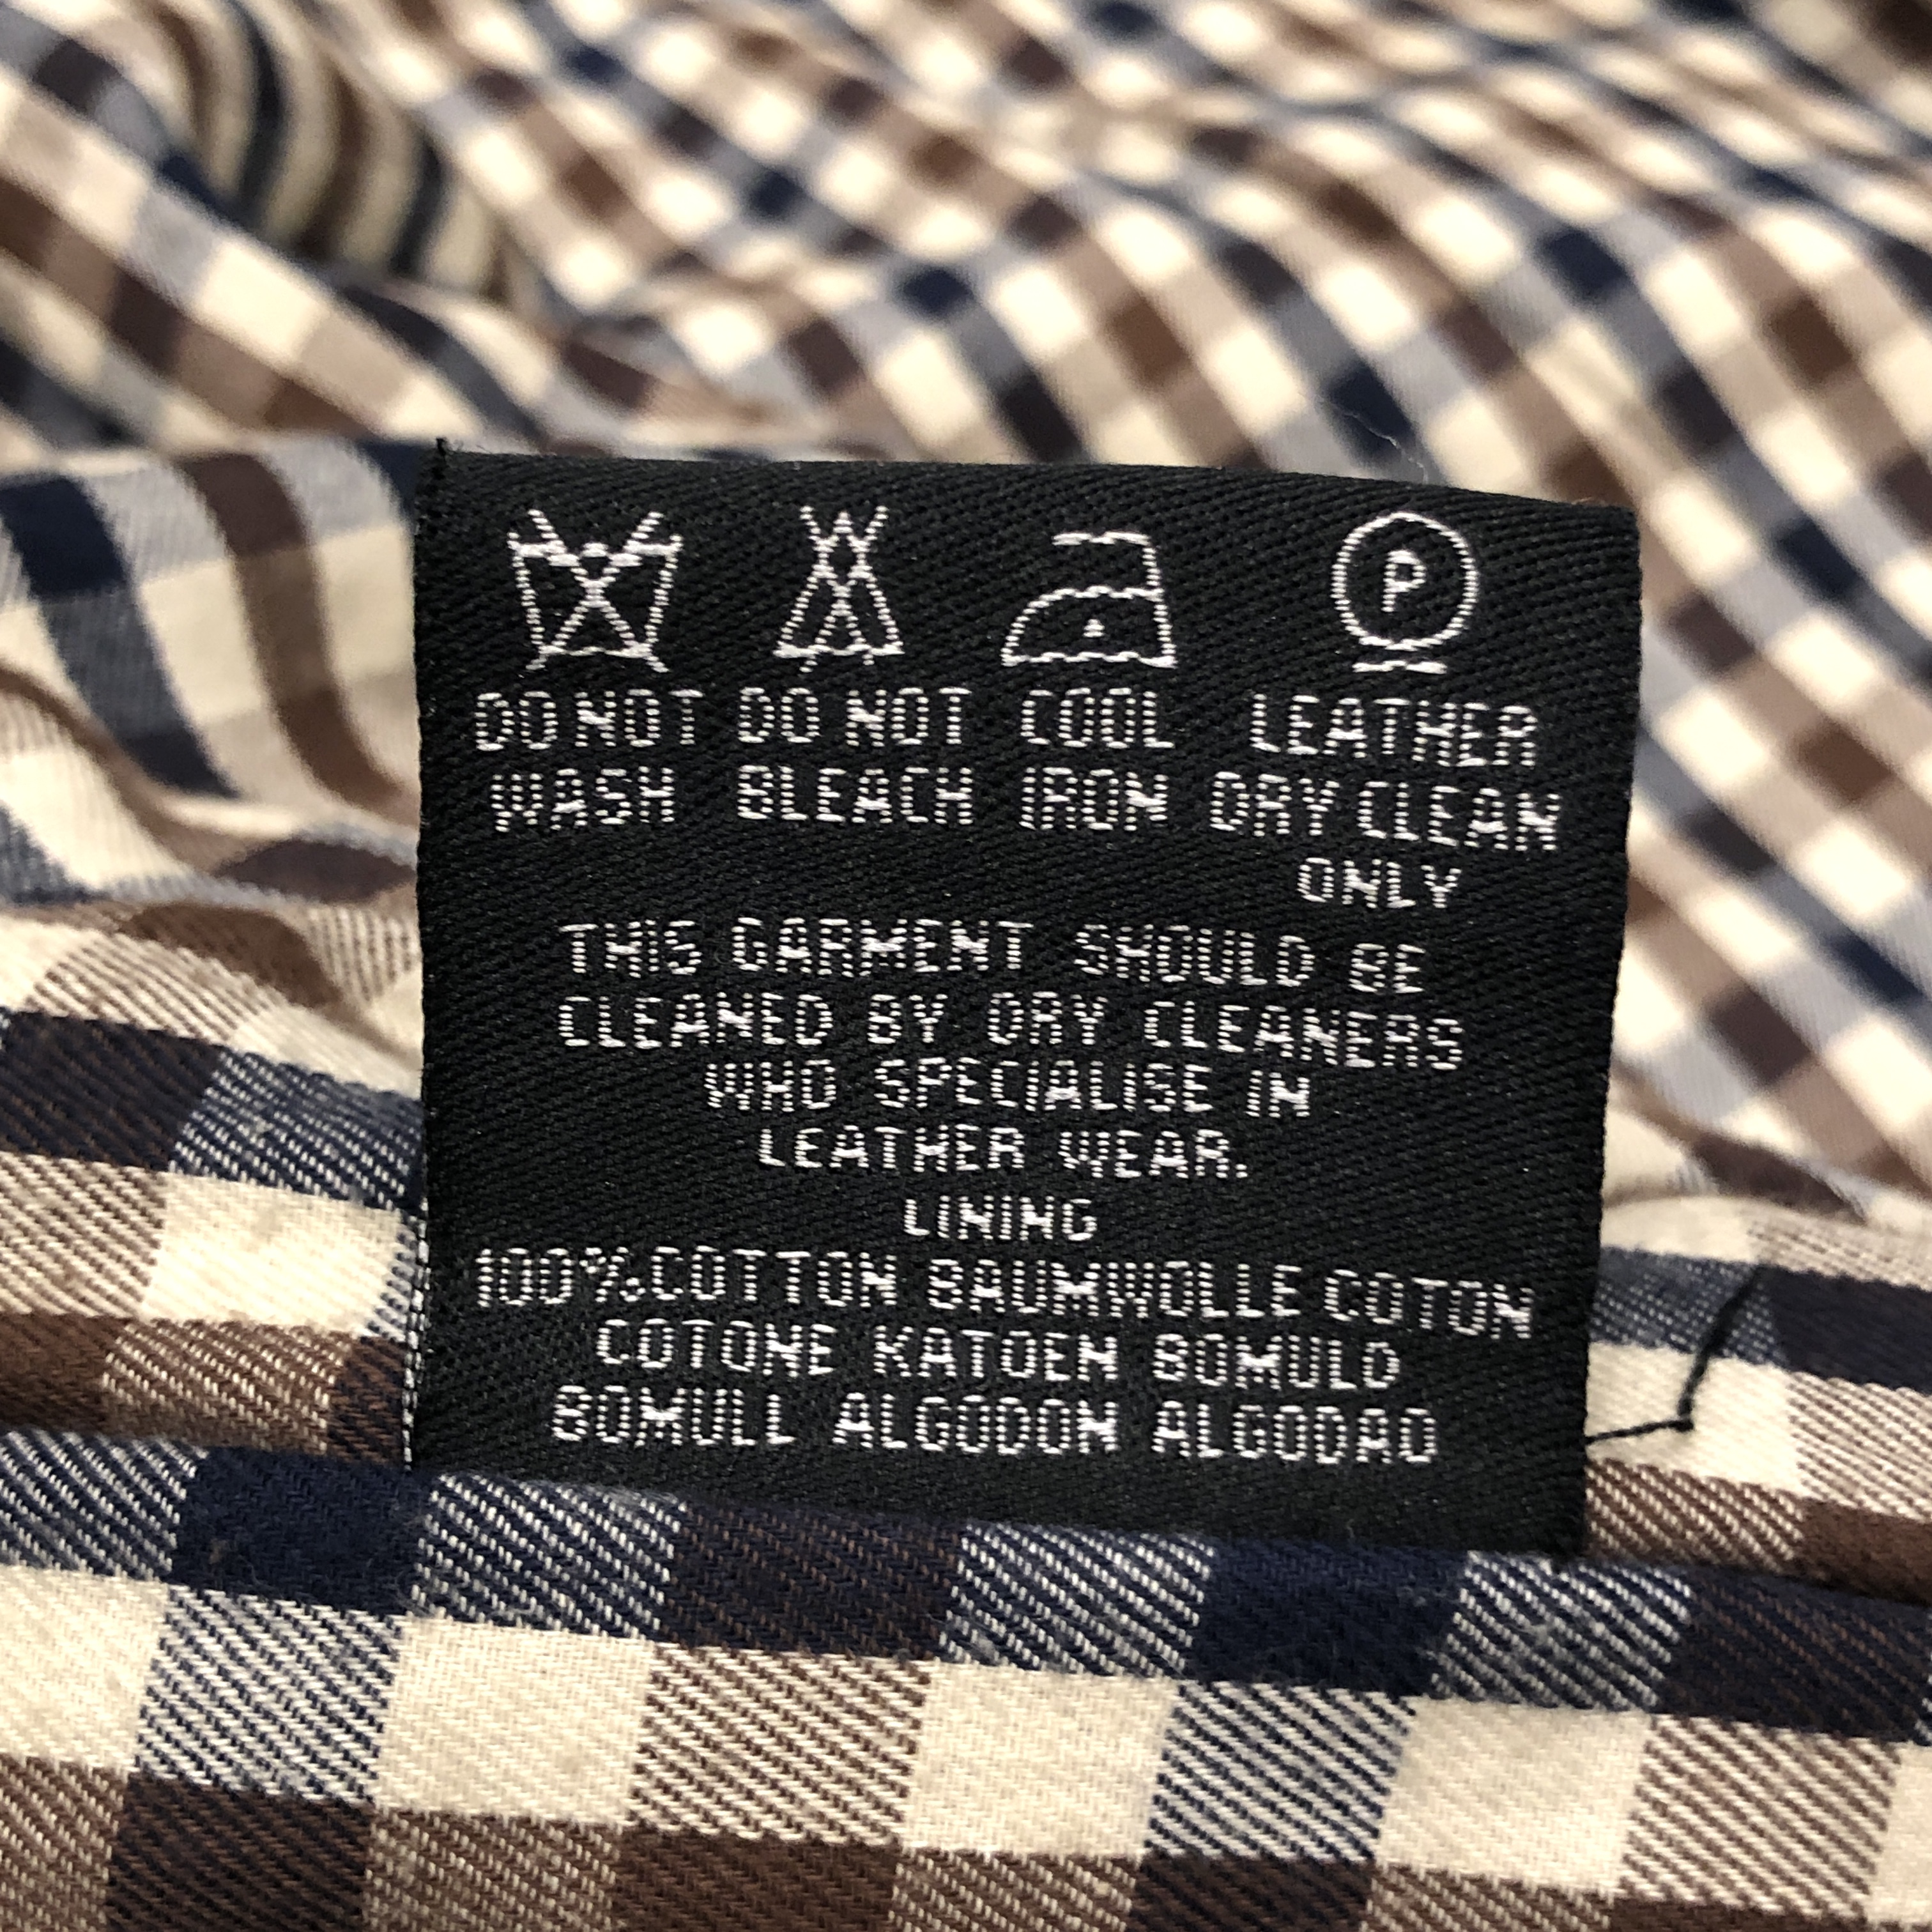 P
DO NOT DO NOT COOL LEATHER
WASH BLEACH IRON DRY CLEAN
ONLY
THIS GARMENT SHOULD BE
CLEANED BY DRY CLEANERS
WHO SPECIALISE IN
LEATHER WEAR.
LINING
100%COTTON BAUMWOLLE COTON
COTONE KATOEN BOMULD
BOMULL ALGODON ALGODAO